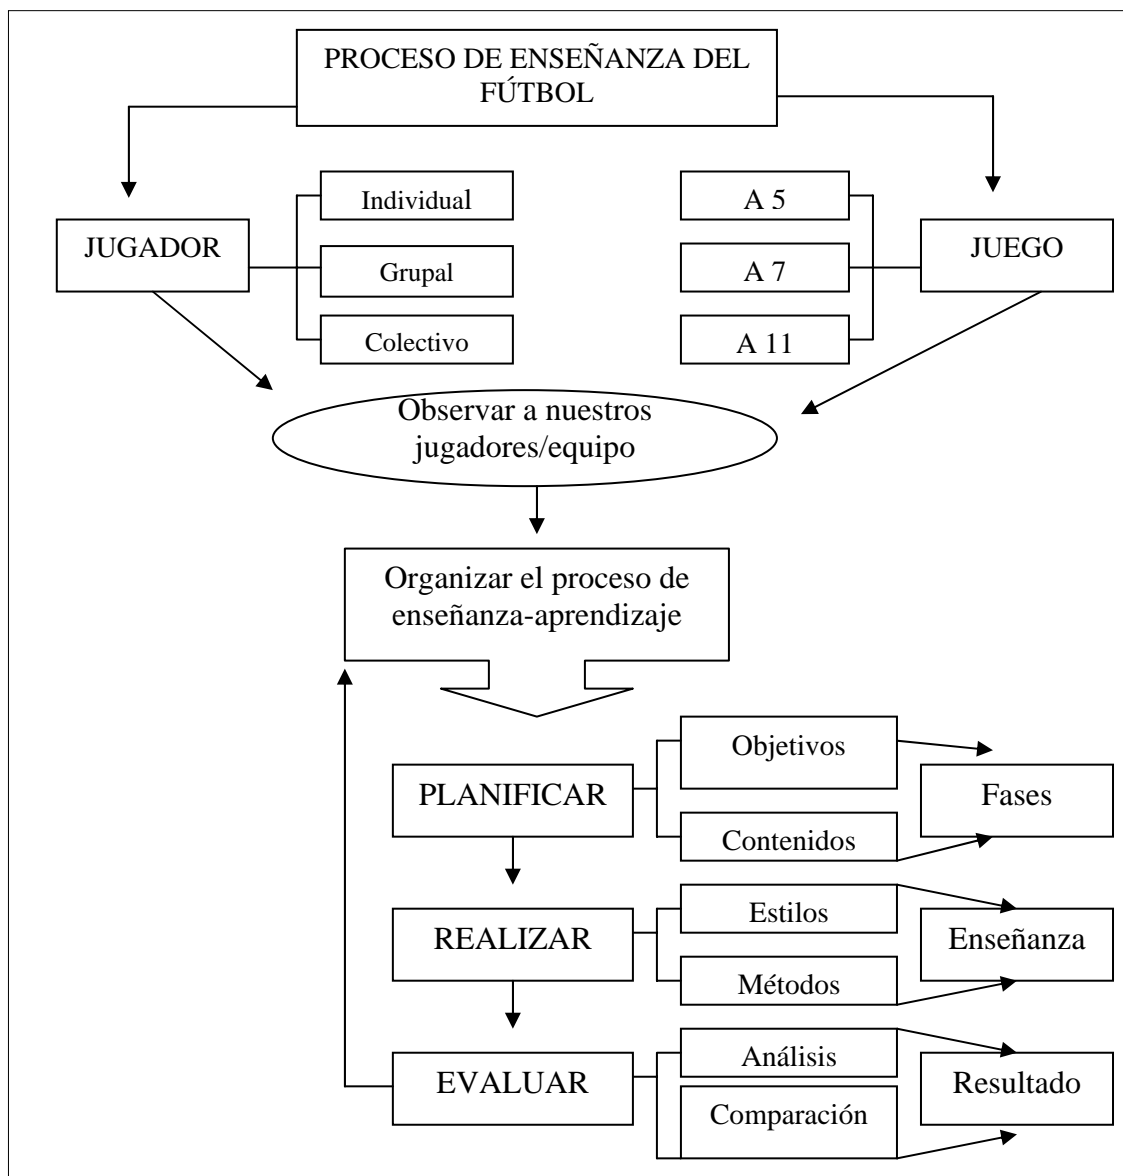 PROCESO DE ENSEÑANZA DEL
FÚTBOL
JUGADOR
Individual
Grupal
Colectivo
A 5
A 7
A 11
JUEGO
Observar a nuestros
jugadores/equipo
Organizar el proceso de
enseñanza-aprendizaje
PLANIFICAR
Objetivos
Contenidos
Fases
REALIZAR
Estilos
Métodos
Enseñanza
EVALUAR
Análisis
Comparación
Resultado